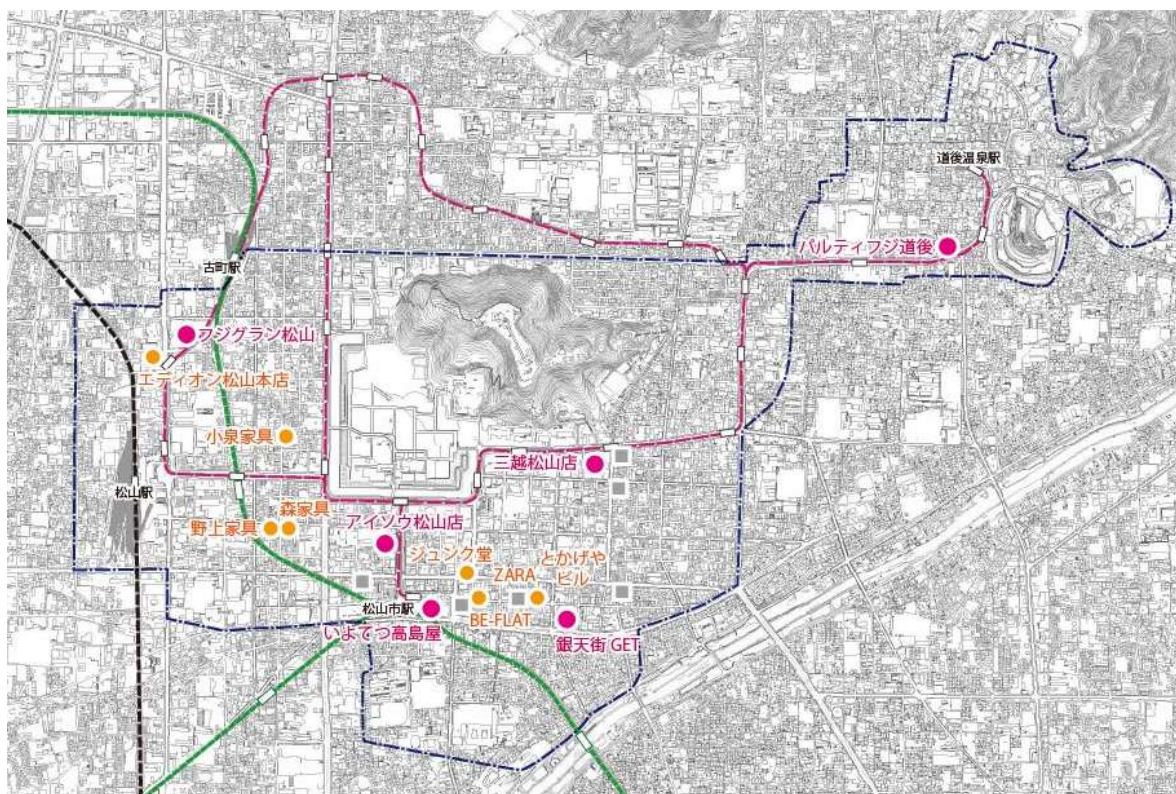 道後温泉駅
パルティフジ道後
古町駅
フジグラン松山
エディオン松山本店
小泉家具
三越松山店
松山駅
森家具
野上家具
アイソウ松山店
ジュンク堂
ZARA
とかげや
ビル
松山市駅
BE-FLAT
いよてつ高島屋
銀天街 GET